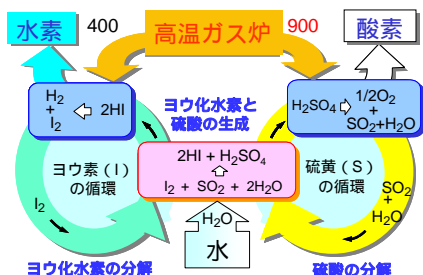 水素
400
高温ガス炉
900
酸素
H₂
+
I₂
⇦ 2HI
ヨウ化水素と
硫酸の生成
H₂SO₄ ⇨
1/2O₂
+
SO₂+H₂O
ヨウ素(I)
の循環
2HI + H₂SO₄
⇧
I₂ + SO₂ + 2H₂O
硫黄(S)
の循環
I₂
SO₂
+
H₂O
H₂O
水
ヨウ化水素の分解
硫酸の分解